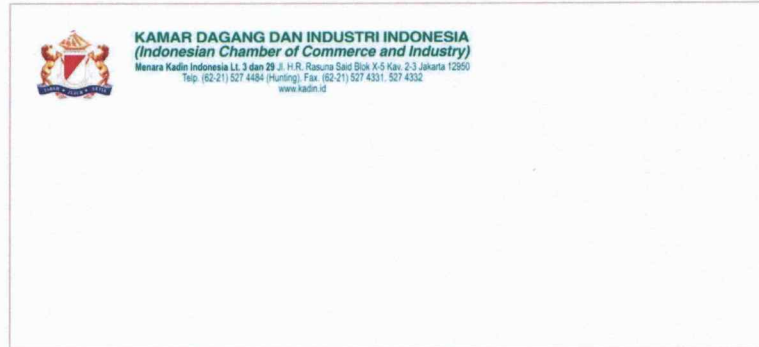 KAMAR DAGANG DAN INDUSTRI INDONESIA
(Indonesian Chamber of Commerce and Industry)
Menara Kadin Indonesia Lt. 3 dan 29 Jl. H.R. Rasuna Said Blok X-5 Kav. 2-3 Jakarta 12950
Telp. (62-21) 527 4484 (Hunting), Fax. (62-21) 527 4331, 527 4332
www.kadin.id